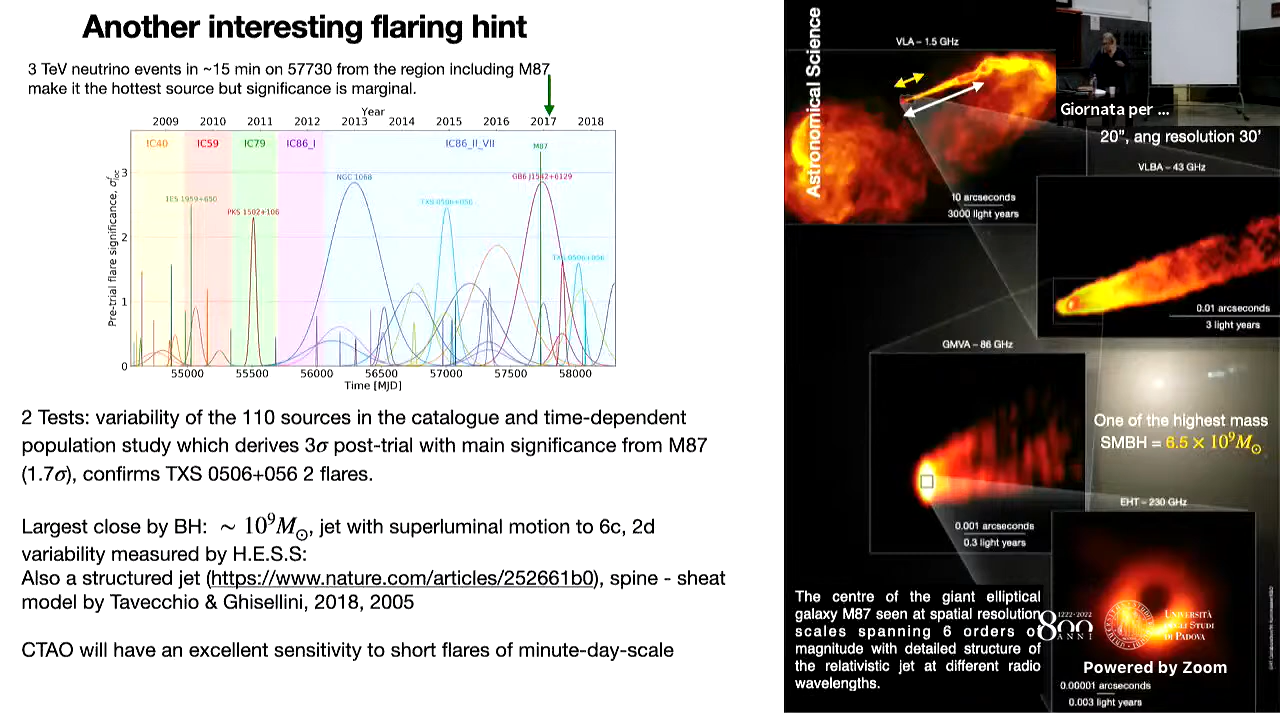 Another interesting flaring hint
3 TeV neutrino events in ~15 min on 57730 from the region including M87
make it the hottest source but significance is marginal.
Year
2009 2010 2011 2012 2013 2014 2015 2016 2017 2018
IC40 IC59 IC79 IC86_I IC86_II_VII
M87
NGC 1068
GB6 J1542+6129
1ES 1959+650
PKS 1502+106
TXS 0506+056
TXS 0506+056
Pre-trial flare significance, σ
3
2
1
0
55000 55500 56000 56500 57000 57500 58000
Time [MJD]
2 Tests: variability of the 110 sources in the catalogue and time-dependent
population study which derives 3σ post-trial with main significance from M87
(1.7σ), confirms TXS 0506+056 2 flares.
Largest close by BH: ∼ 10⁹M⊙, jet with superluminal motion to 6c, 2d
variability measured by H.E.S.S:
Also a structured jet (https://www.nature.com/articles/252661b0), spine - sheat
model by Tavecchio & Ghisellini, 2018, 2005
CTAO will have an excellent sensitivity to short flares of minute-day-scale
Astronomical Science
VLA – 1.5 GHz
Giornata per ...
20”, ang resolution 30’
10 arcseconds
3000 light years
VLBA – 43 GHz
0.01 arcseconds
3 light years
GMVA – 86 GHz
0.001 arcseconds
0.3 light years
One of the highest mass
SMBH = 6.5 × 10⁹M⊙
EHT – 230 GHz
The centre of the giant elliptical
galaxy M87 seen at spatial resolution
scales spanning 6 orders of
magnitude with detailed structure of
the relativistic jet at different radio
wavelengths.
1222·2022
800
ANNI
UNIVERSITÀ
DEGLI STUDI
DI PADOVA
Powered by Zoom
0.00001 arcseconds
0.003 light years